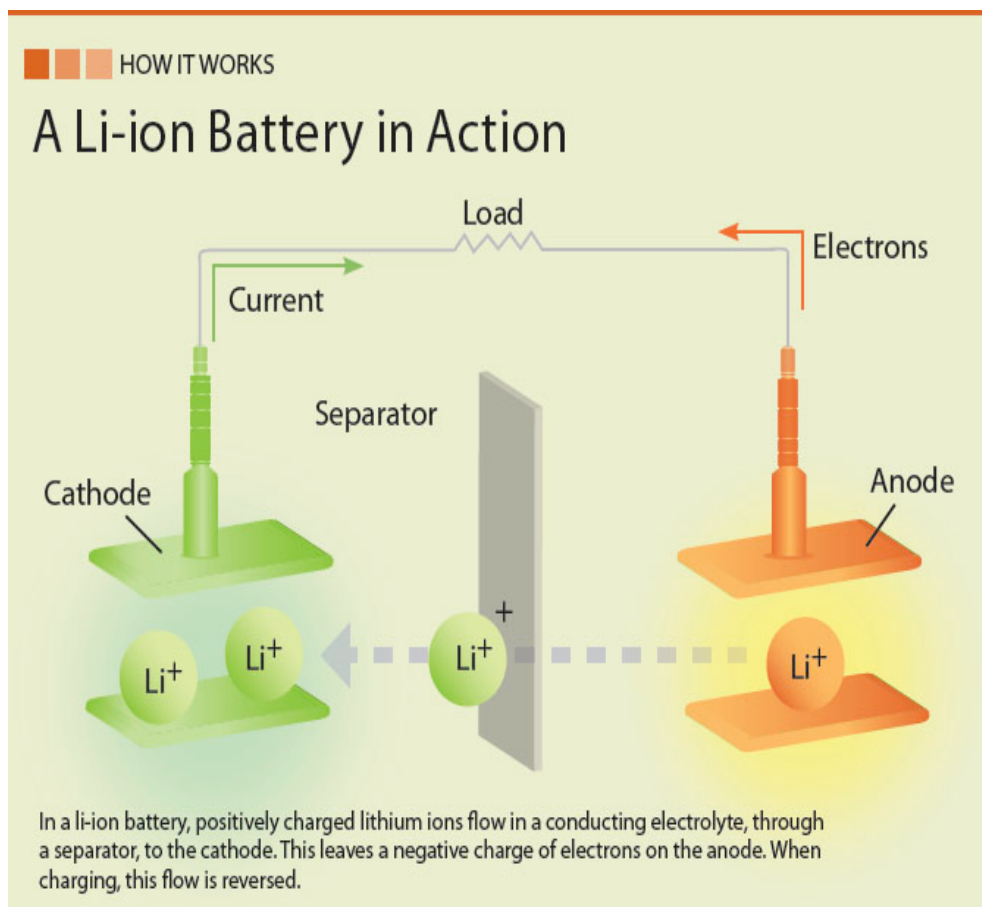 HOW IT WORKS
A Li-ion Battery in Action
Load
Electrons
Current
Separator
Cathode
Anode
+
Li+
Li+
Li+
Li+
In a li-ion battery, positively charged lithium ions flow in a conducting electrolyte, through
a separator, to the cathode. This leaves a negative charge of electrons on the anode. When
charging, this flow is reversed.